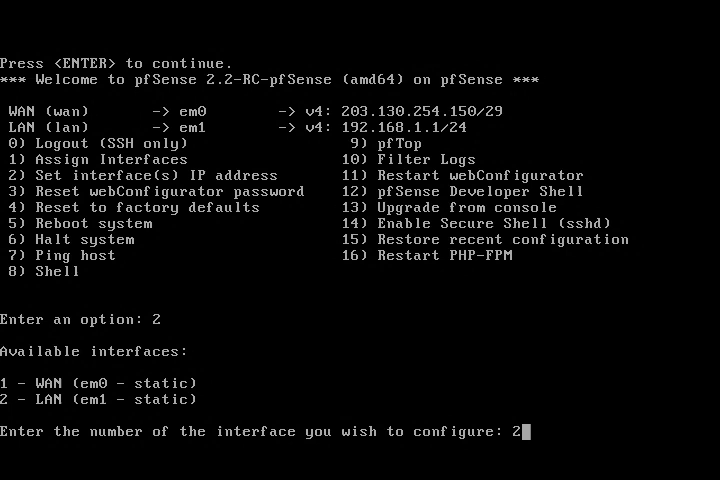 Press <ENTER> to continue.
*** Welcome to pfSense 2.2-RC-pfSense (amd64) on pfSense ***
WAN (wan) -> em0 -> v4: 203.130.254.150/29
LAN (lan) -> em1 -> v4: 192.168.1.1/24
0) Logout (SSH only) 9) pfTop
1) Assign Interfaces 10) Filter Logs
2) Set interface(s) IP address 11) Restart webConfigurator
3) Reset webConfigurator password 12) pfSense Developer Shell
4) Reset to factory defaults 13) Upgrade from console
5) Reboot system 14) Enable Secure Shell (sshd)
6) Halt system 15) Restore recent configuration
7) Ping host 16) Restart PHP-FPM
8) Shell
Enter an option: 2
Available interfaces:
1 - WAN (em0 - static)
2 - LAN (em1 - static)
Enter the number of the interface you wish to configure: 2